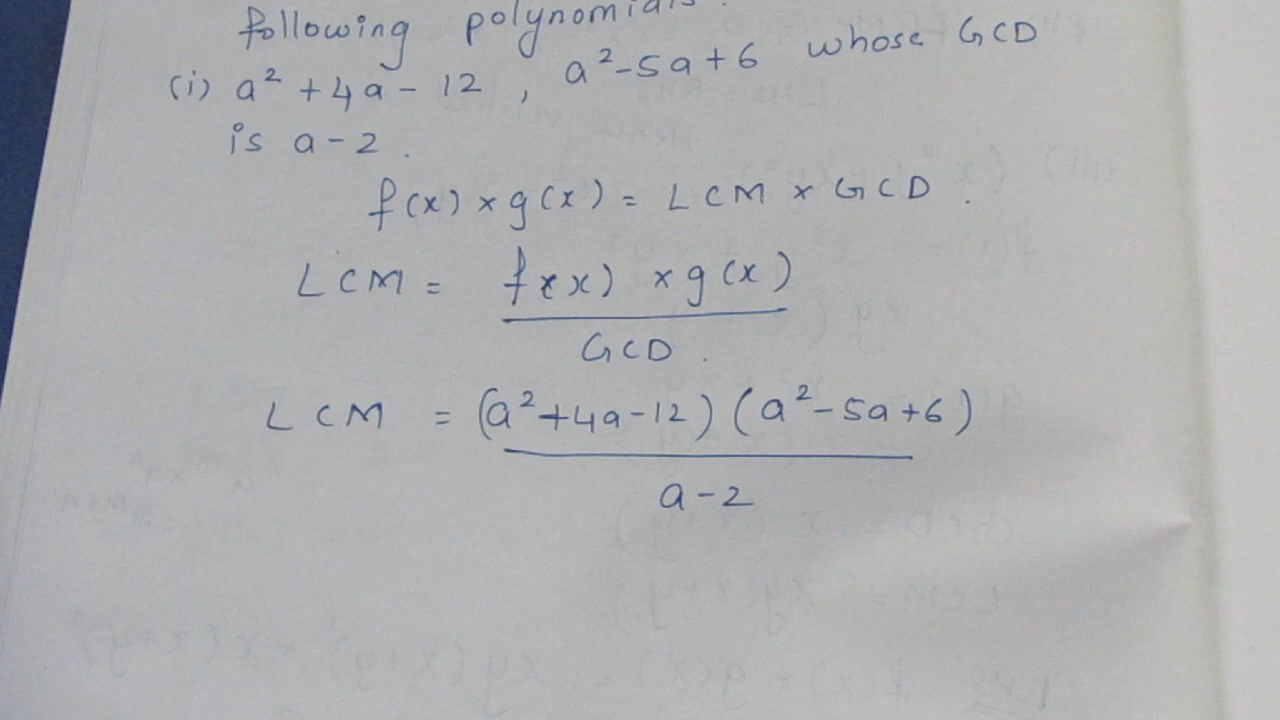 following polynomials.
(i) a² + 4a - 12 , a² - 5a + 6 whose GCD
is a - 2 .
f(x) × g(x) = LCM × GCD .
LCM = f(x) × g(x)
GCD .
LCM = (a² + 4a - 12) (a² - 5a + 6)
a - 2